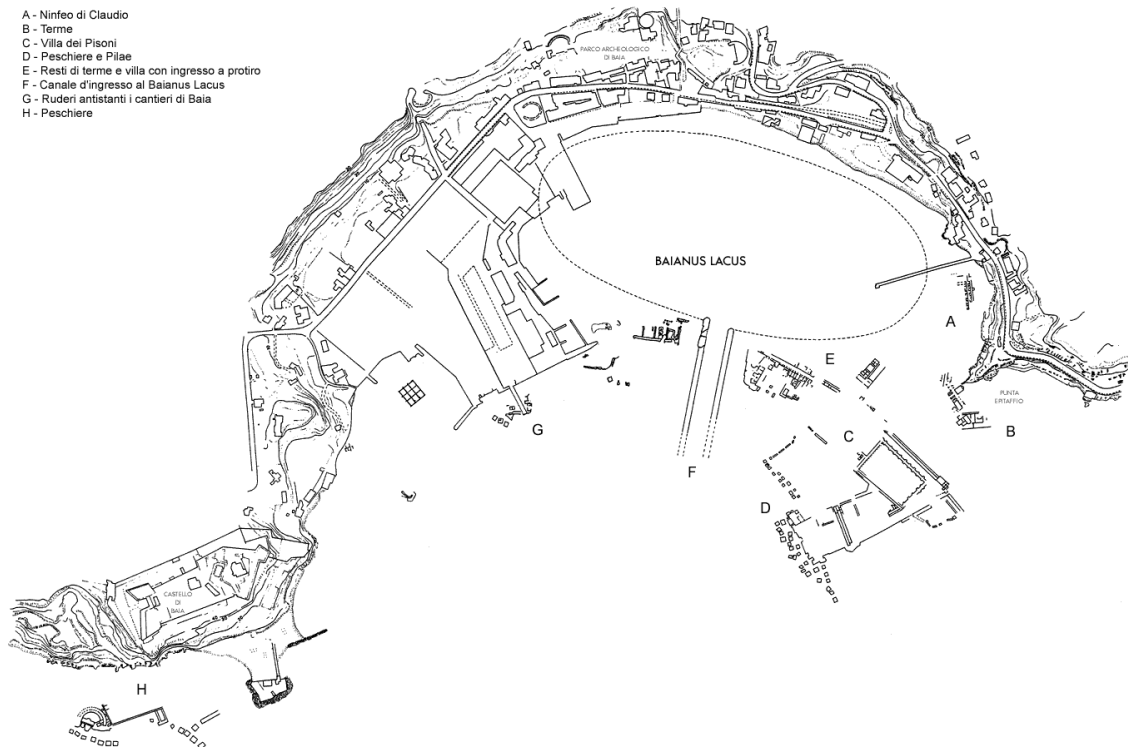 A - Ninfeo di Claudio
B - Terme
C - Villa dei Pisoni
D - Peschiere e Pilae
E - Resti di terme e villa con ingresso a protiro
F - Canale d'ingresso al Baianus Lacus
G - Ruderi antistanti i cantieri di Baia
H - Peschiere
PARCO ARCHEOLOGICO
DI BAIA
BAIANUS LACUS
A
E
PUNTA
EPITAFFIO
B
G
C
F
D
CASTELLO
DI
BAIA
H